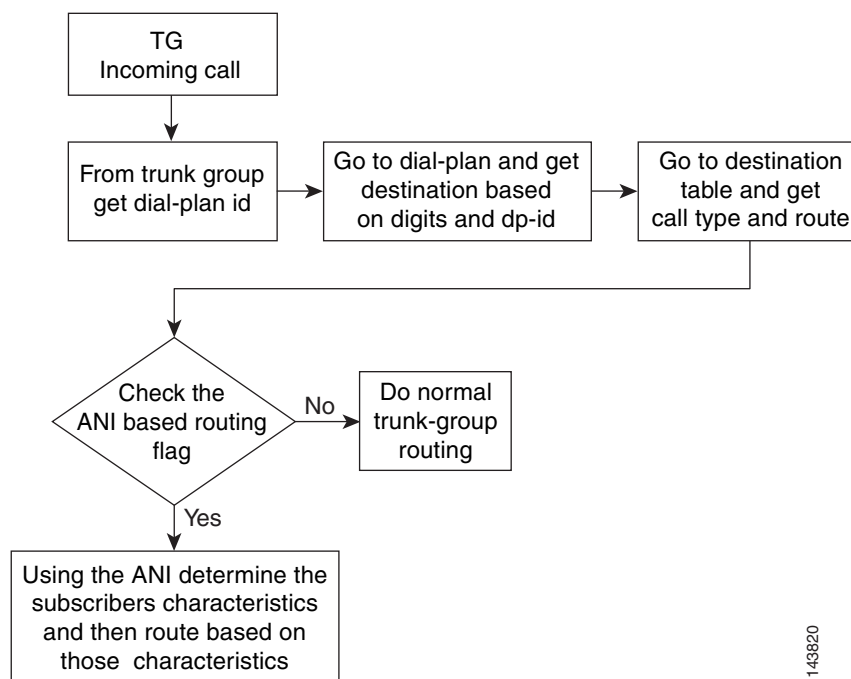 TG
Incoming call
From trunk group
get dial-plan id
Go to dial-plan and get
destination based
on digits and dp-id
Go to destination
table and get
call type and route
Check the
ANI based routing
flag
No
Do normal
trunk-group
routing
Yes
Using the ANI determine the
subscribers characteristics
and then route based on
those characteristics
143820